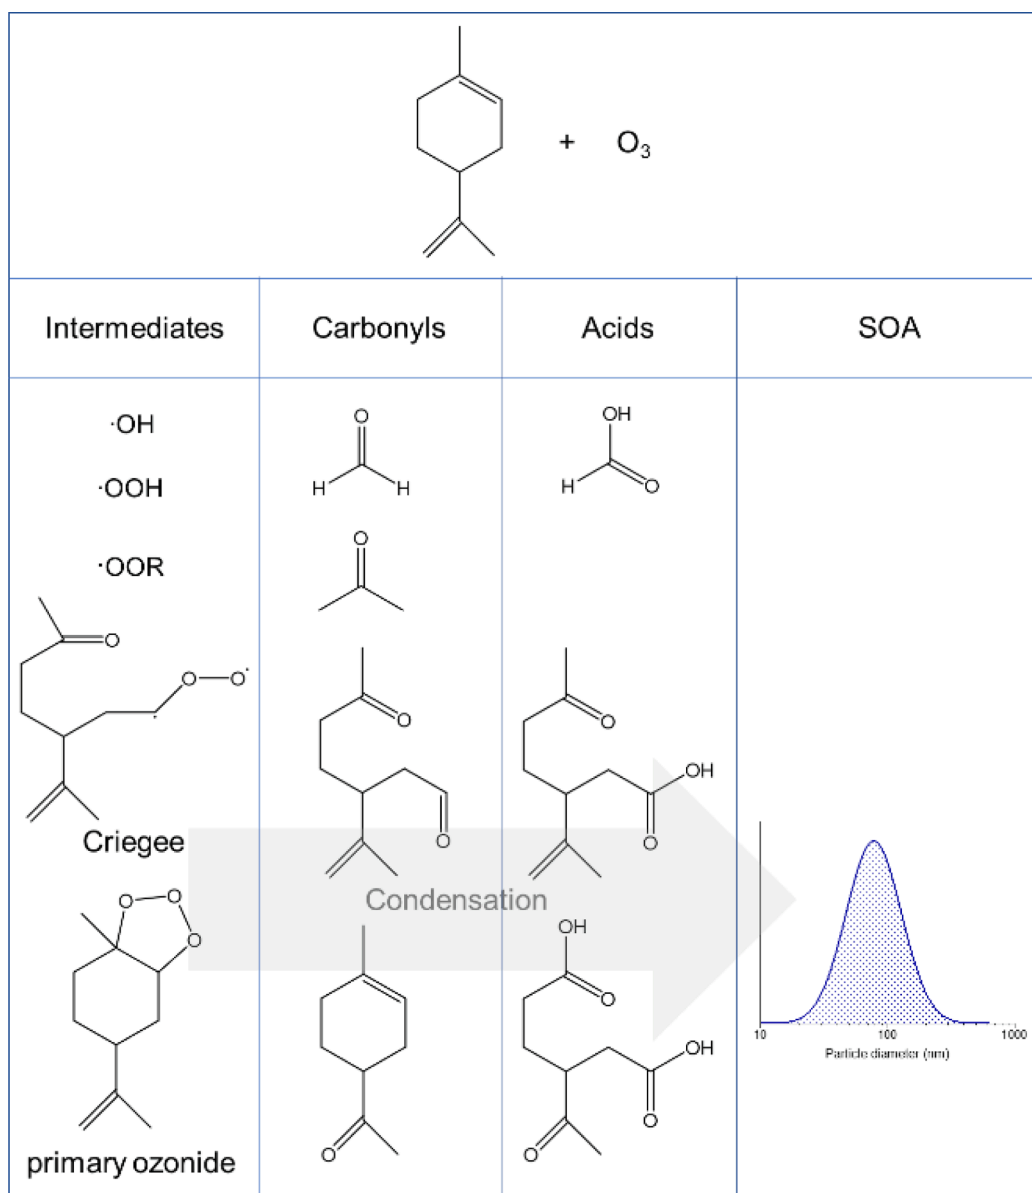 + O3
Intermediates
Carbonyls
Acids
SOA
·OH
·OOH
·OOR
O
O
O·
Criegee
O
O
O
primary ozonide
O
H
H
O
O
O
O
OH
H
O
O
OH
O
OH
O
OH
O
O
Condensation
10
100
1000
Particle diameter (nm)